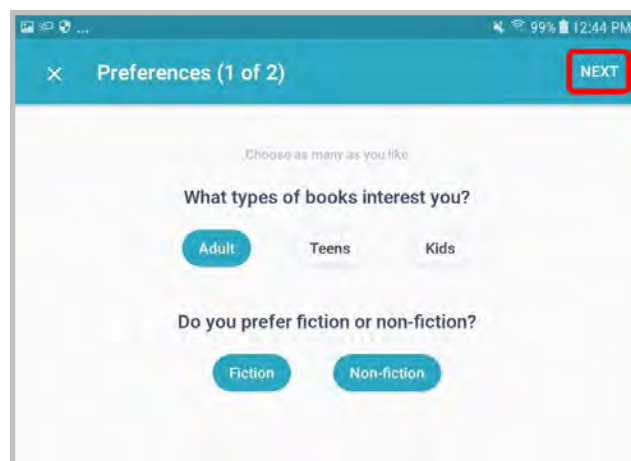 ... 99% 12:44 PM
Preferences (1 of 2) NEXT
Choose as many as you like
What types of books interest you?
Adult Teens Kids
Do you prefer fiction or non-fiction?
Fiction Non-fiction